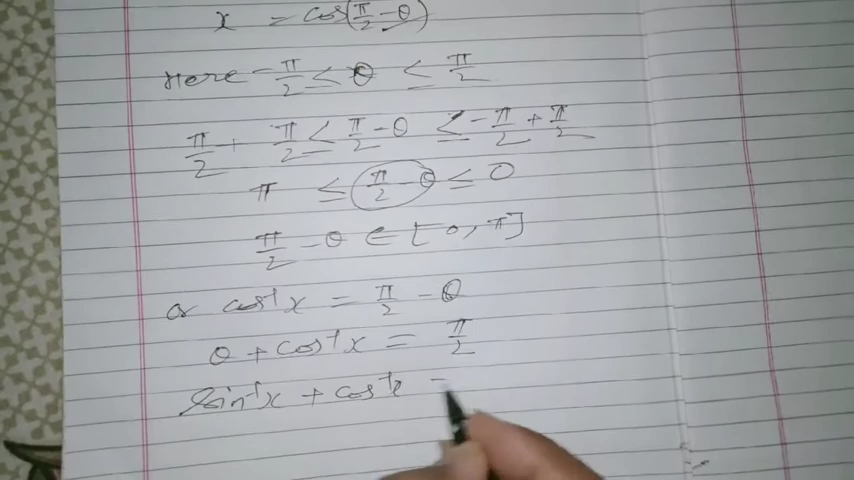 x = cos(π/2 - θ)
Here -π/2 ≤ θ ≤ π/2
π/2 + π/2 ≤ π/2 - θ ≤ -π/2 + π/2
π ≤ π/2 - θ ≤ 0
π/2 - θ ∈ [0, π]
or cos⁻¹x = π/2 - θ
θ + cos⁻¹x = π/2
Sin⁻¹x + cos⁻¹x =